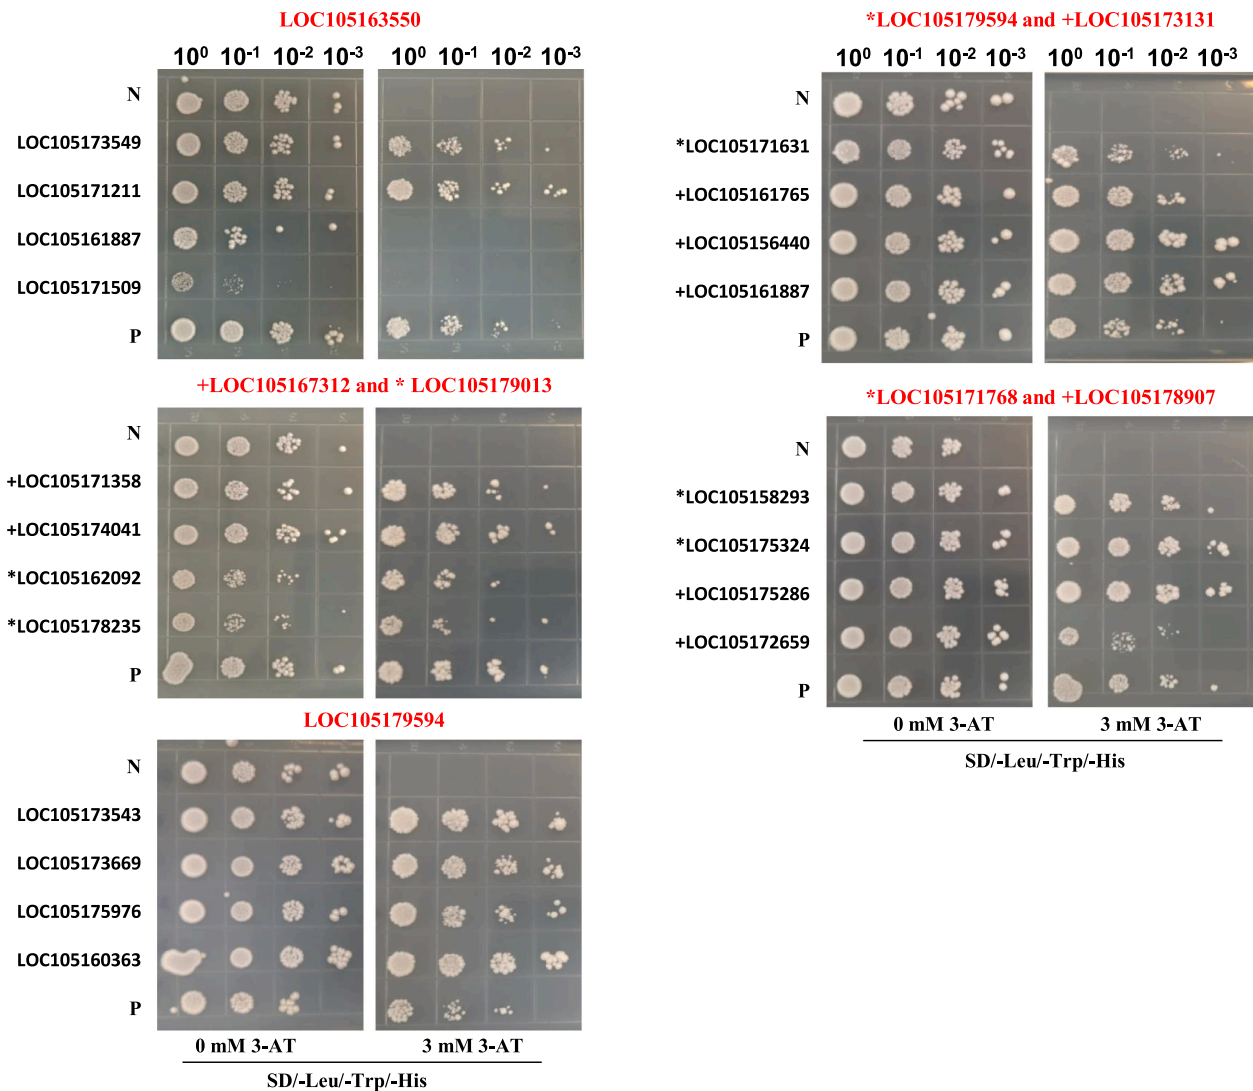 LOC105163550
10⁰ 10⁻¹ 10⁻² 10⁻³
N
LOC105173549
LOC105171211
LOC105161887
LOC105171509
P
10⁰ 10⁻¹ 10⁻² 10⁻³
+LOC105167312 and * LOC105179013
N
+LOC105171358
+LOC105174041
*LOC105162092
*LOC105178235
P
LOC105179594
N
LOC105173543
LOC105173669
LOC105175976
LOC105160363
P
0 mM 3-AT
3 mM 3-AT
SD/-Leu/-Trp/-His
*LOC105179594 and +LOC105173131
10⁰ 10⁻¹ 10⁻² 10⁻³
10⁰ 10⁻¹ 10⁻² 10⁻³
N
*LOC105171631
+LOC105161765
+LOC105156440
+LOC105161887
P
*LOC105171768 and +LOC105178907
N
*LOC105158293
*LOC105175324
+LOC105175286
+LOC105172659
P
0 mM 3-AT
3 mM 3-AT
SD/-Leu/-Trp/-His